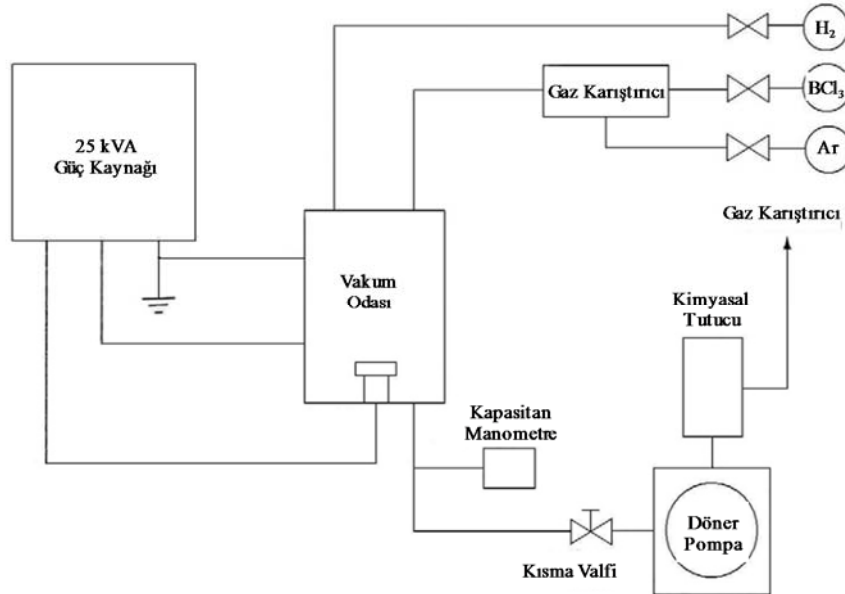 H₂
Gaz Karıştırıcı
BCl₃
Ar
25 kVA
Güç Kaynağı
Gaz Karıştırıcı
Vakum
Odası
Kimyasal
Tutucu
Kapasitan
Manometre
Döner
Pompa
Kısma Valfi